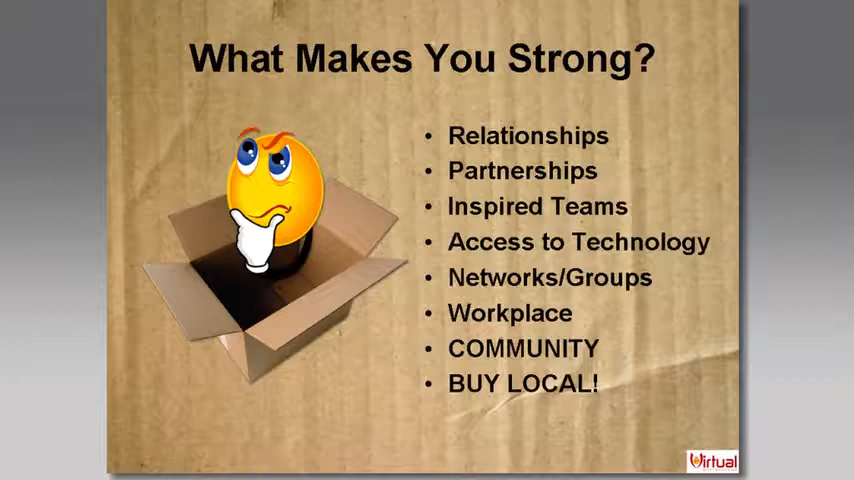 What Makes You Strong?
• Relationships
• Partnerships
• Inspired Teams
• Access to Technology
• Networks/Groups
• Workplace
• COMMUNITY
• BUY LOCAL!
Virtual